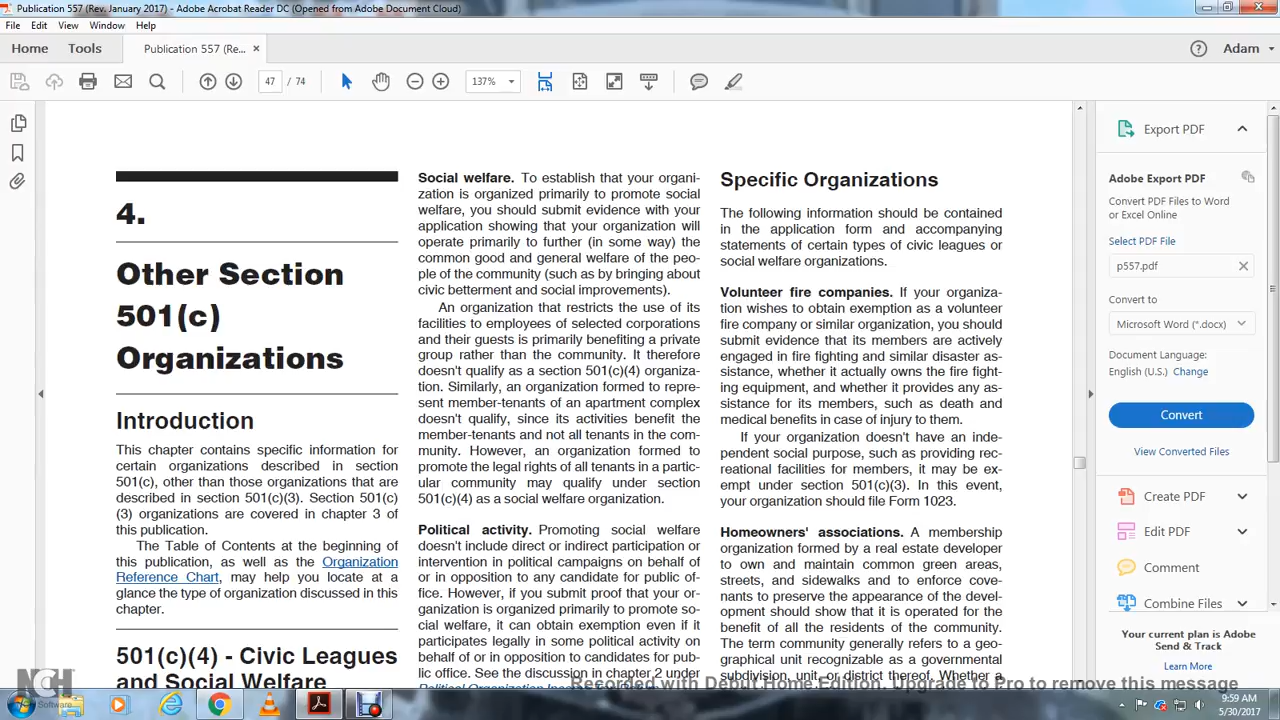 Publication 557 (Rev. January 2017) - Adobe Acrobat Reader DC (Opened from Adobe Document Cloud)
File Edit View Window Help
Home Tools Publication 557 (Re... × Adam
47 / 74 137%
4.
Other Section
501(c)
Organizations
Introduction
This chapter contains specific information for
certain organizations described in section
501(c), other than those organizations that are
described in section 501(c)(3). Section 501(c)
(3) organizations are covered in chapter 3 of
this publication.
The Table of Contents at the beginning of
this publication, as well as the Organization
Reference Chart, may help you locate at a
glance the type of organization discussed in this
chapter.
501(c)(4) - Civic Leagues
and Social Welfare
Social welfare. To establish that your organi-
zation is organized primarily to promote social
welfare, you should submit evidence with your
application showing that your organization will
operate primarily to further (in some way) the
common good and general welfare of the peo-
ple of the community (such as by bringing about
civic betterment and social improvements).
An organization that restricts the use of its
facilities to employees of selected corporations
and their guests is primarily benefiting a private
group rather than the community. It therefore
doesn't qualify as a section 501(c)(4) organiza-
tion. Similarly, an organization formed to repre-
sent member-tenants of an apartment complex
doesn't qualify, since its activities benefit the
member-tenants and not all tenants in the com-
munity. However, an organization formed to
promote the legal rights of all tenants in a partic-
ular community may qualify under section
501(c)(4) as a social welfare organization.
Political activity. Promoting social welfare
doesn't include direct or indirect participation or
intervention in political campaigns on behalf of
or in opposition to any candidate for public of-
fice. However, if you submit proof that your or-
ganization is organized primarily to promote so-
cial welfare, it can obtain exemption even if it
participates legally in some political activity on
behalf of or in opposition to candidates for pub-
lic office. See the discussion in chapter 2 under
Political Organization
Specific Organizations
The following information should be contained
in the application form and accompanying
statements of certain types of civic leagues or
social welfare organizations.
Volunteer fire companies. If your organiza-
tion wishes to obtain exemption as a volunteer
fire company or similar organization, you should
submit evidence that its members are actively
engaged in fire fighting and similar disaster as-
sistance, whether it actually owns the fire fight-
ing equipment, and whether it provides any as-
sistance for its members, such as death and
medical benefits in case of injury to them.
If your organization doesn't have an inde-
pendent social purpose, such as providing rec-
reational facilities for members, it may be ex-
empt under section 501(c)(3). In this event,
your organization should file Form 1023.
Homeowners' associations. A membership
organization formed by a real estate developer
to own and maintain common green areas,
streets, and sidewalks and to enforce cove-
nants to preserve the appearance of the devel-
opment should show that it is operated for the
benefit of all the residents of the community.
The term community generally refers to a geo-
graphical unit recognizable as a governmental
subdivision, unit, or district thereof. Whether a
Export PDF
Adobe Export PDF
Convert PDF Files to Word
or Excel Online
Select PDF File
p557.pdf
Convert to
Microsoft Word (*.docx)
Document Language:
English (U.S.) Change
Convert
View Converted Files
Create PDF
Edit PDF
Comment
Combine Files
Your current plan is Adobe
Send & Track
Learn More
NCH
Software
Recorded with Debut Home Edition. Upgrade to Pro to remove this message
9:59 AM
5/30/2017